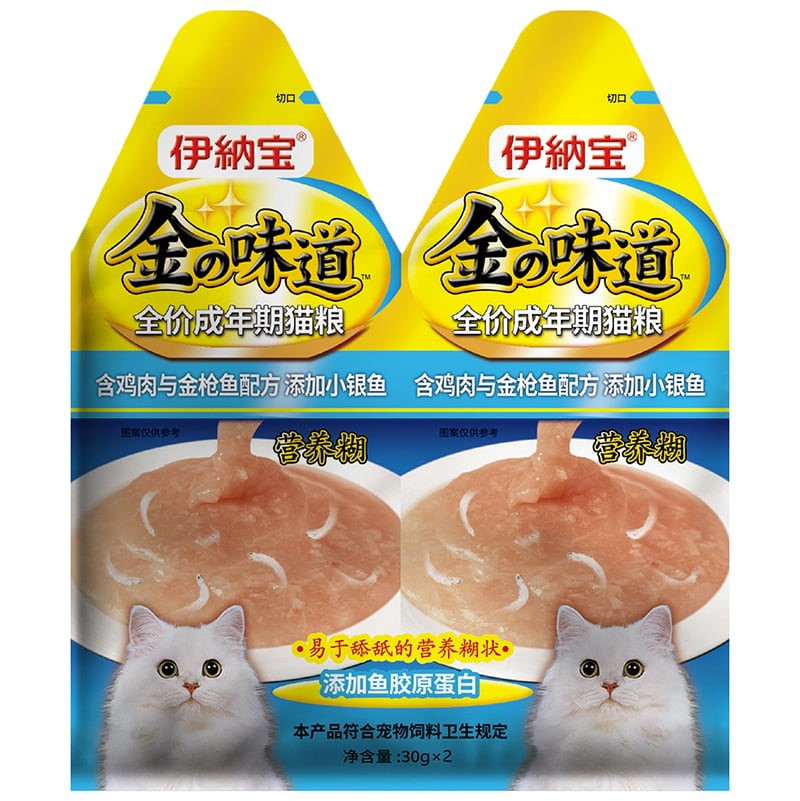 切口
伊納宝®
金の味道™
全价成年期猫粮
含鸡肉与金枪鱼配方 添加小银鱼
图案仅供参考
营养糊
切口
伊納宝®
金の味道™
全价成年期猫粮
含鸡肉与金枪鱼配方 添加小银鱼
图案仅供参考
营养糊
•易于舔舐的营养糊状•
添加鱼胶原蛋白
本产品符合宠物饲料卫生规定
净含量:30g×2